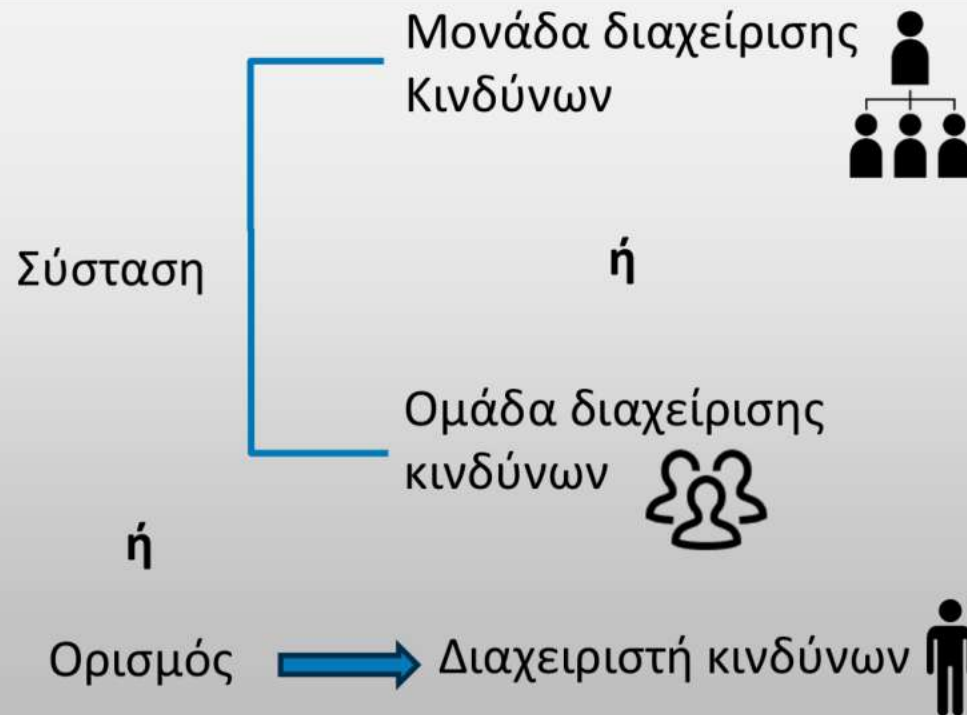 Μονάδα διαχείρισης
Κινδύνων
Σύσταση
ή
Ομάδα διαχείρισης
κινδύνων
ή
Ορισμός
Διαχειριστή κινδύνων